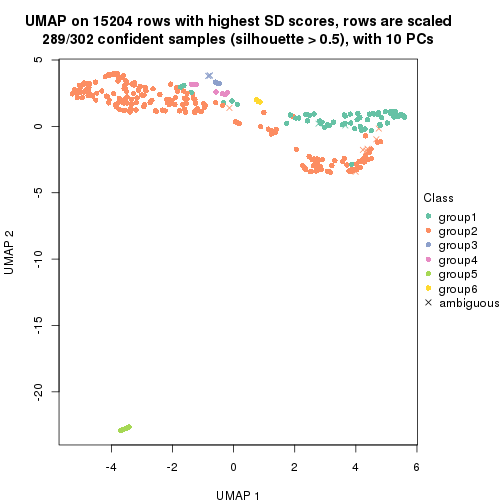 UMAP on 15204 rows with highest SD scores, rows are scaled
289/302 confident samples (silhouette > 0.5), with 10 PCs
5
0
-5
-10
-15
-20
UMAP 2
-4
-2
0
2
4
6
UMAP 1
Class
group1
group2
group3
group4
group5
group6
ambiguous